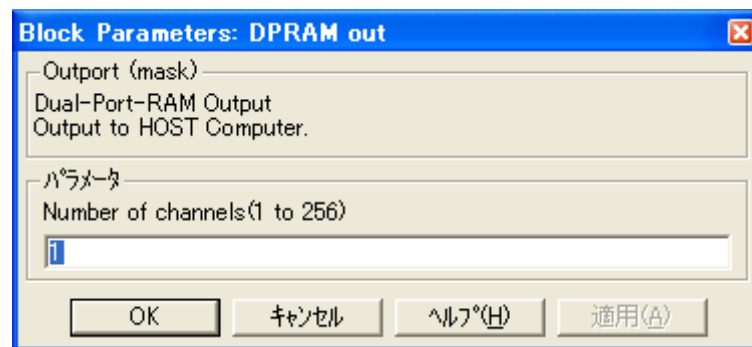 Block Parameters: DPRAM out
Outport (mask)
Dual-Port-RAM Output
Output to HOST Computer.
パラメータ
Number of channels(1 to 256)
1
OK
キャンセル
ヘルプ(H)
適用(A)